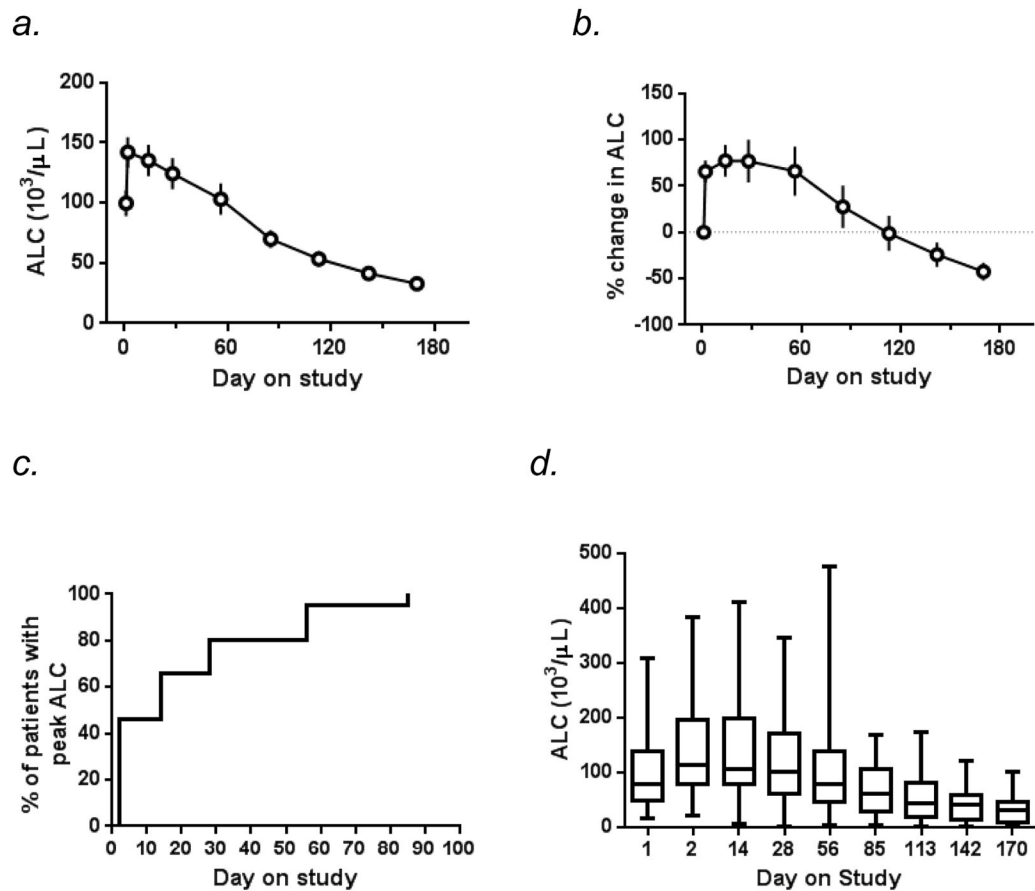 a.
200
150
100
50
0
ALC (10³/μL)
0 60 120 180
Day on study
b.
150
100
50
0
-50
-100
% change in ALC
0 60 120 180
Day on study
c.
100
80
60
40
20
0
% of patients with
peak ALC
0 10 20 30 40 50 60 70 80 90 100
Day on study
d.
500
400
300
200
100
0
ALC (10³/μL)
1 2 14 28 56 85 113 142 170
Day on Study